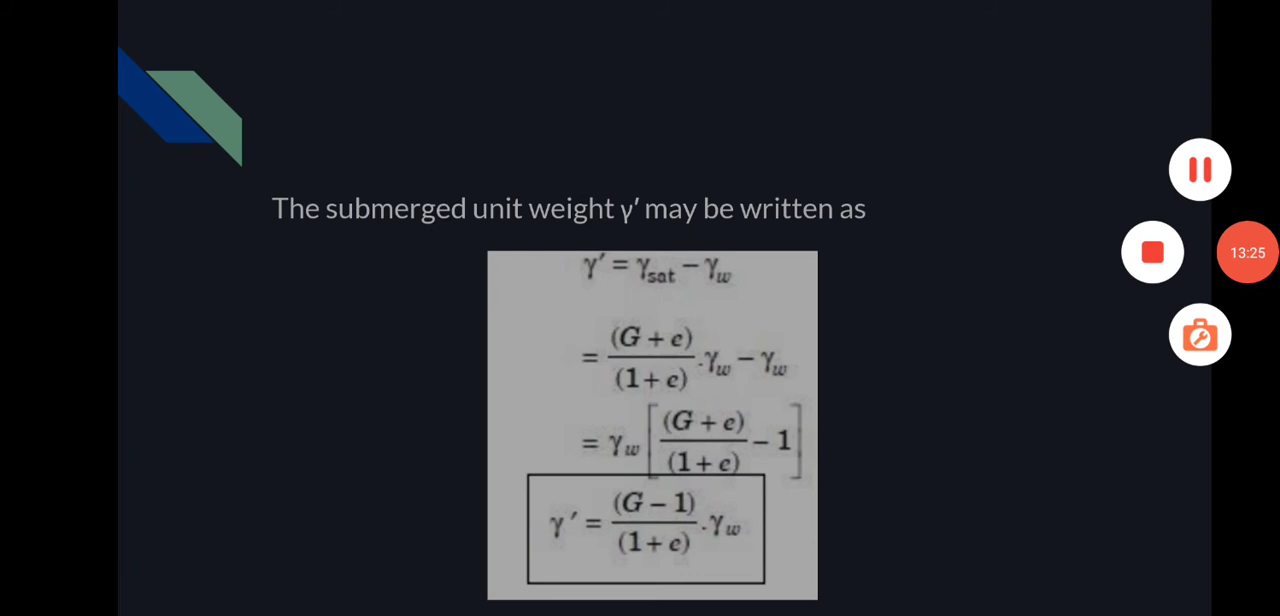 The submerged unit weight γ′ may be written as
γ′ = γsat − γw
= (G + e) / (1 + e) .γw − γw
= γw [ (G + e) / (1 + e) − 1 ]
γ′ = (G − 1) / (1 + e) .γw
13:25